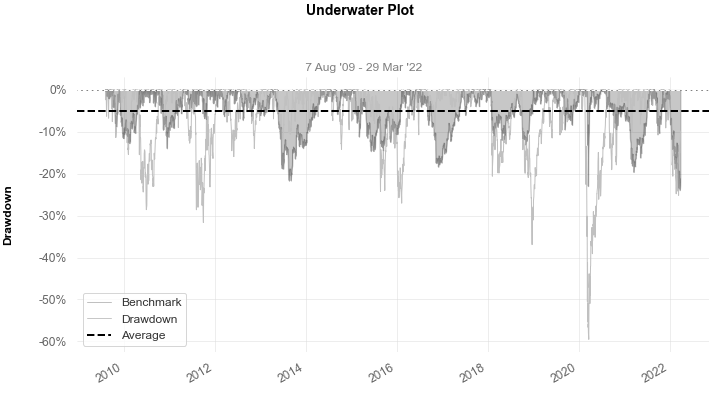 Underwater Plot
7 Aug '09 - 29 Mar '22
0%
-10%
-20%
-30%
-40%
-50%
-60%
Drawdown
Benchmark
Drawdown
Average
2010
2012
2014
2016
2018
2020
2022